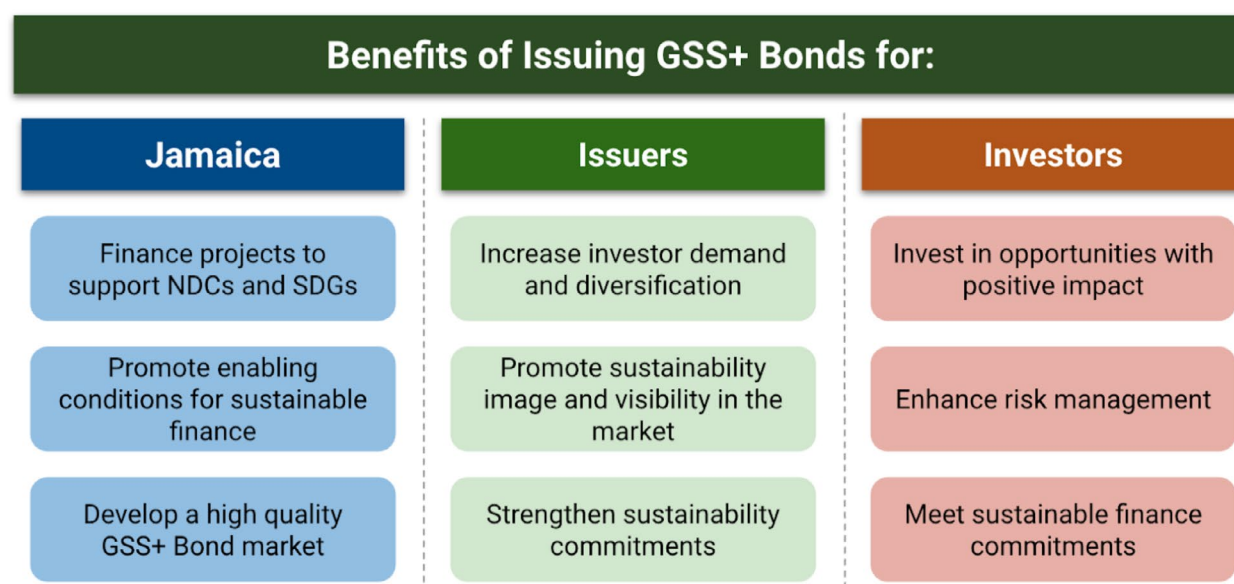 Benefits of Issuing GSS+ Bonds for:
Jamaica
Finance projects to
support NDCs and SDGs
Promote enabling
conditions for sustainable
finance
Develop a high quality
GSS+ Bond market
Issuers
Increase investor demand
and diversification
Promote sustainability
image and visibility in the
market
Strengthen sustainability
commitments
Investors
Invest in opportunities with
positive impact
Enhance risk management
Meet sustainable finance
commitments